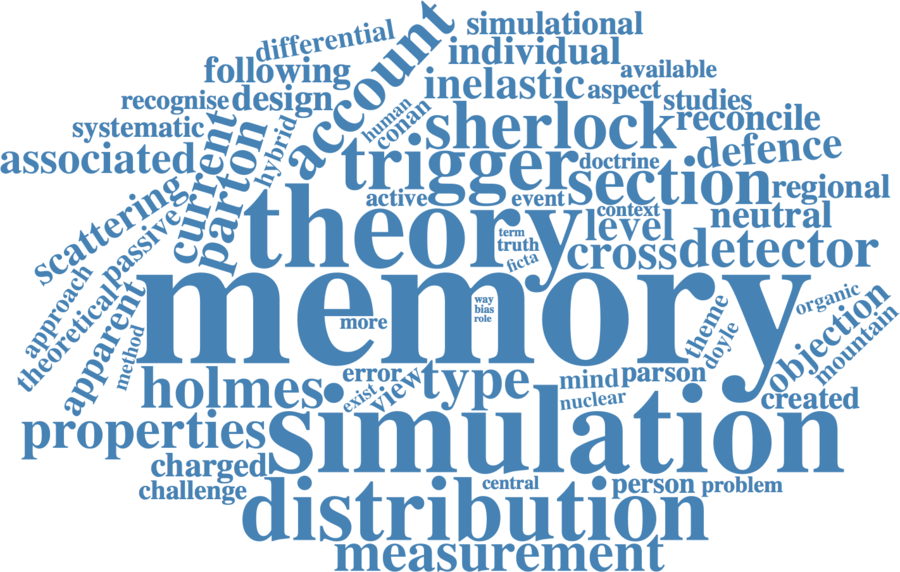 simulational
differential
account
individual
following
available
inelastic
aspect
recognise
design
studies
human
conan
sherlock
reconcile
systematic
current
parton
hybrid
trigger
doctrine
defence
associated
section
regional
active
event
context
neutral
scattering
passive
theory
level
term
truth
ficta
cross
detector
approach
theoretical
apparent
method
memory
way
bias
role
more
theme
doyle
organic
objection
mountain
holmes
error
view
exist
type
mind
parson
nuclear
created
properties
simulation
charged
challenge
central
person
problem
distribution
measurement